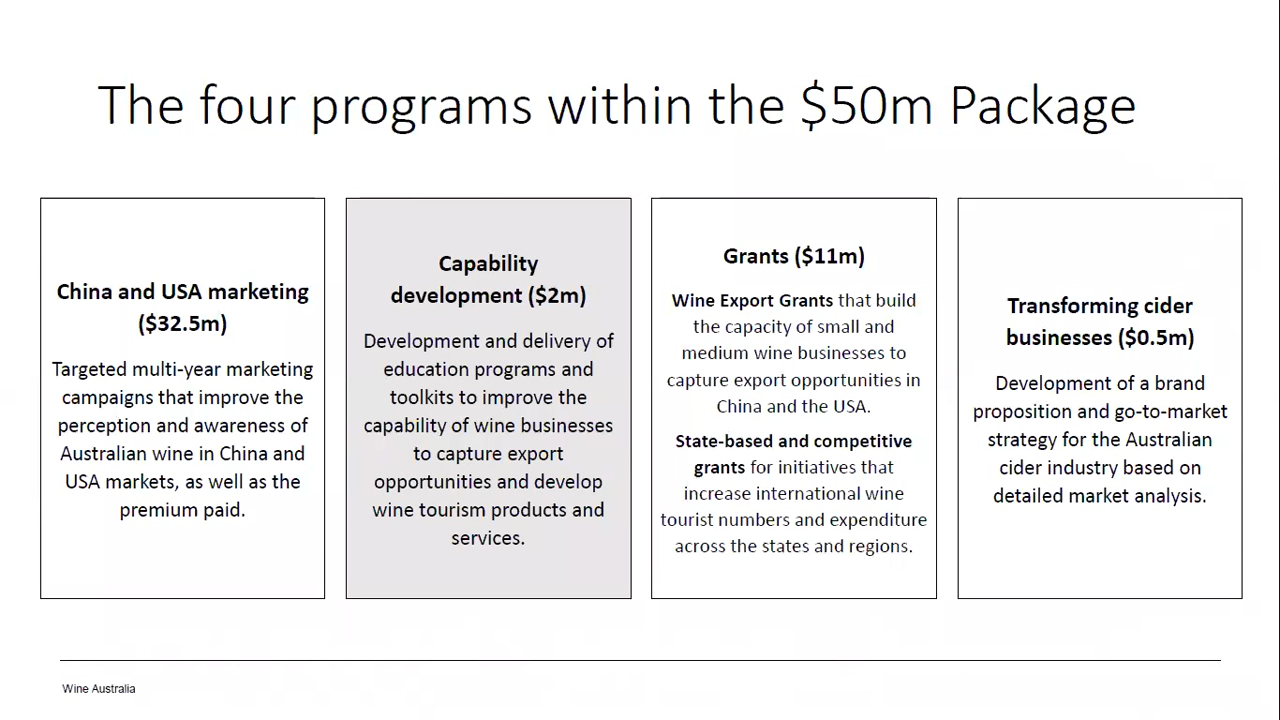 The four programs within the $50m Package
China and USA marketing
($32.5m)
Targeted multi-year marketing
campaigns that improve the
perception and awareness of
Australian wine in China and
USA markets, as well as the
premium paid.
Capability
development ($2m)
Development and delivery of
education programs and
toolkits to improve the
capability of wine businesses
to capture export
opportunities and develop
wine tourism products and
services.
Grants ($11m)
Wine Export Grants that build
the capacity of small and
medium wine businesses to
capture export opportunities in
China and the USA.
State-based and competitive
grants for initiatives that
increase international wine
tourist numbers and expenditure
across the states and regions.
Transforming cider
businesses ($0.5m)
Development of a brand
proposition and go-to-market
strategy for the Australian
cider industry based on
detailed market analysis.
Wine Australia